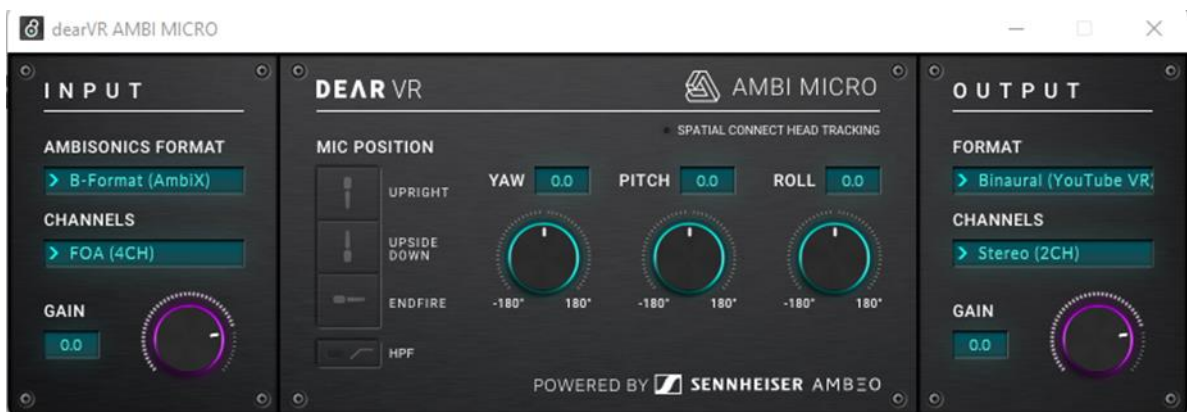 dearVR AMBI MICRO
INPUT
AMBISONICS FORMAT
> B-Format (AmbiX)
CHANNELS
> FOA (4CH)
GAIN
0.0
DEAR VR
AMBI MICRO
SPATIAL CONNECT HEAD TRACKING
MIC POSITION
UPRIGHT
UPSIDE
DOWN
ENDFIRE
HPF
YAW 0.0 PITCH 0.0 ROLL 0.0
-180° 180° -180° 180° -180° 180°
POWERED BY SENNHEISER AMBEO
OUTPUT
FORMAT
> Binaural (YouTube VR)
CHANNELS
> Stereo (2CH)
GAIN
0.0